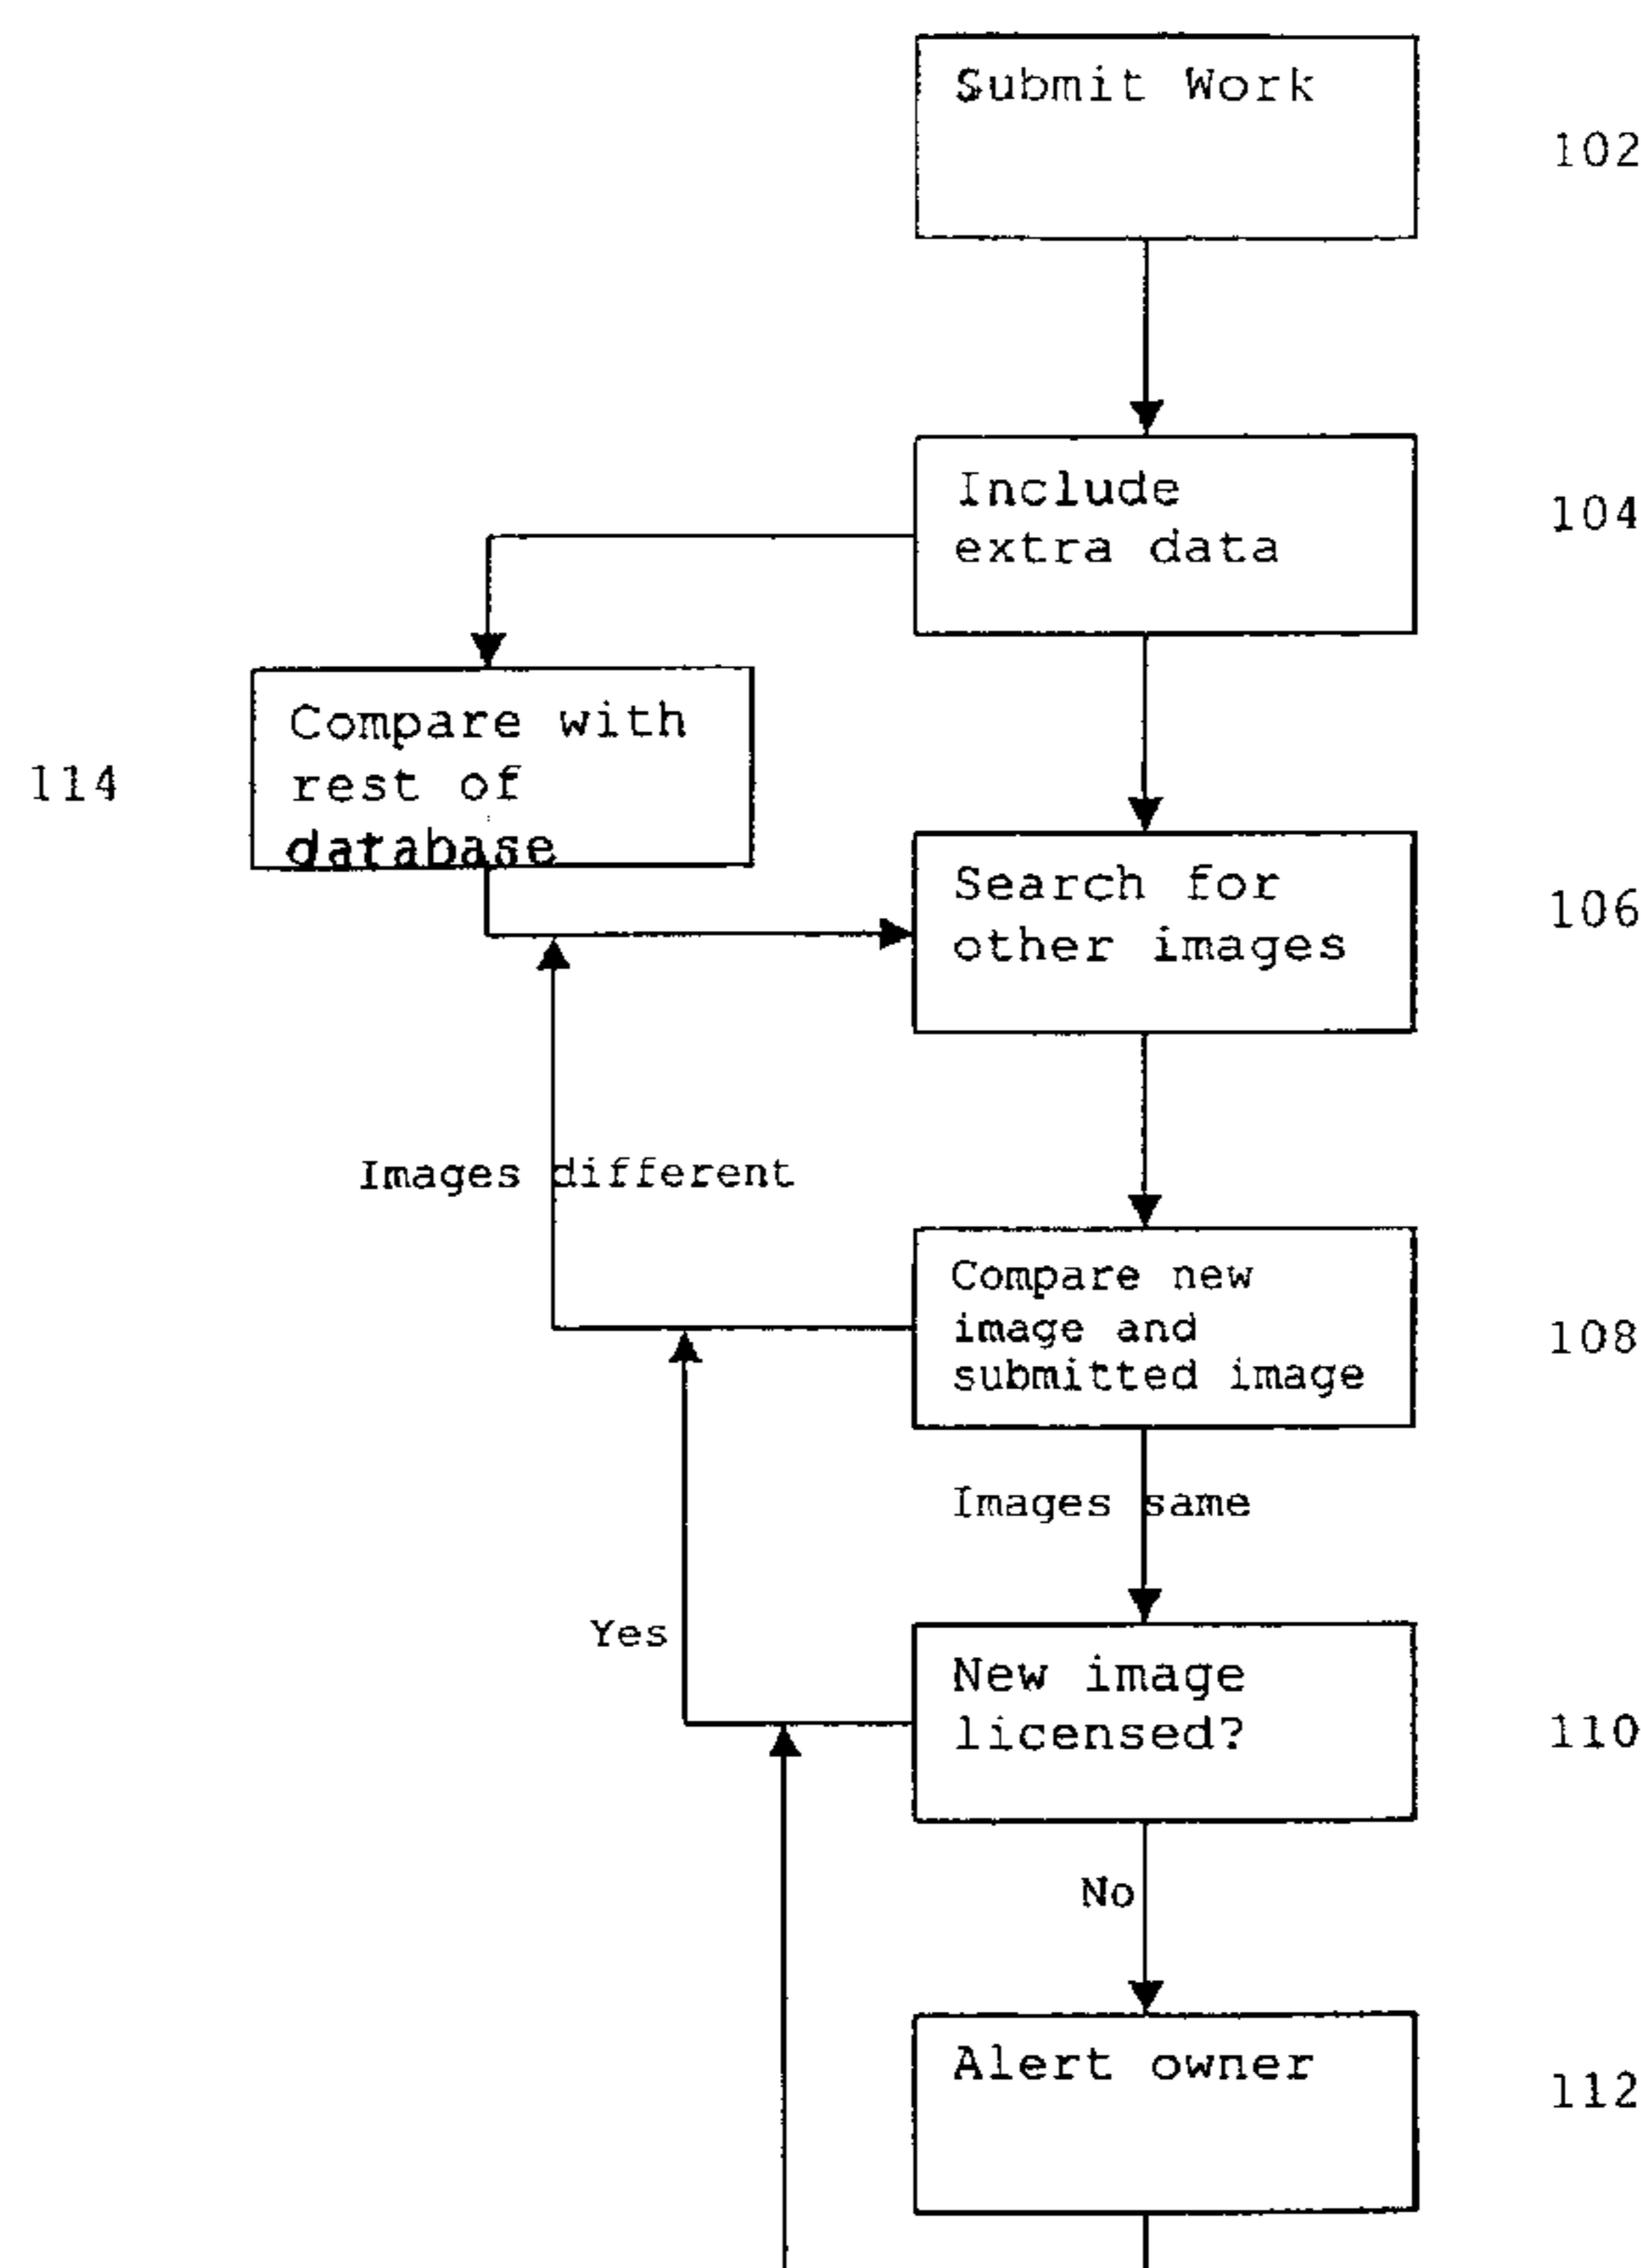 Submit Work
102
Include
extra data
104
Compare with
rest of
database
114
Search for
other images
106
Images different
Compare new
image and
submitted image
108
Images same
Yes
New image
licensed?
110
No
Alert owner
112